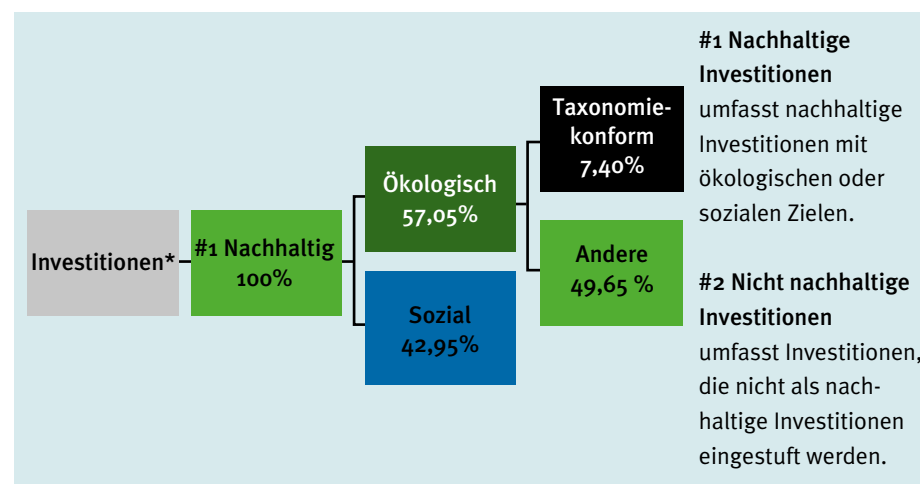 Investitionen*
#1 Nachhaltig
100%
Ökologisch
57,05%
Sozial
42,95%
Taxonomie-
konform
7,40%
Andere
49,65 %
#1 Nachhaltige
Investitionen
umfasst nachhaltige
Investitionen mit
ökologischen oder
sozialen Zielen.
#2 Nicht nachhaltige
Investitionen
umfasst Investitionen,
die nicht als nach-
haltige Investitionen
eingestuft werden.